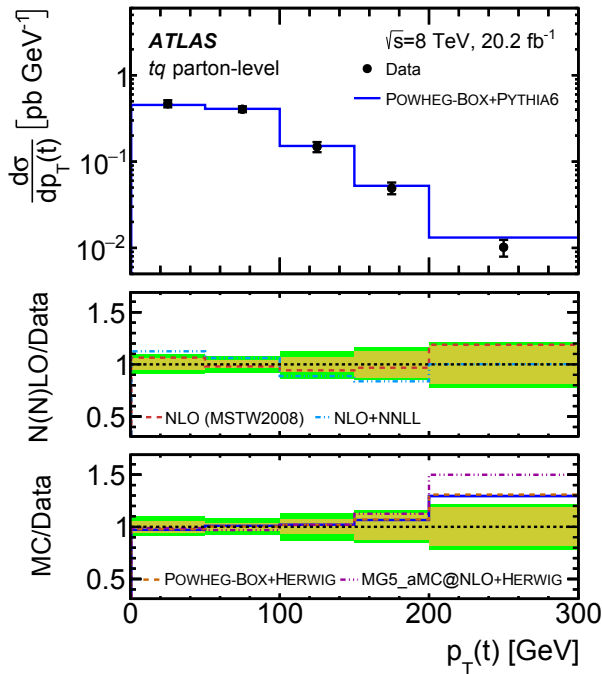 ATLAS √s=8 TeV, 20.2 fb⁻¹
tq parton-level Data
POWHEG-BOX+PYTHIA6
dσ/dp_T(t) [pb GeV⁻¹]
1
10⁻¹
10⁻²
N(N)LO/Data
1.5
1
0.5
NLO (MSTW2008) NLO+NNLL
MC/Data
1.5
1
0.5
POWHEG-BOX+HERWIG MG5_aMC@NLO+HERWIG
0 100 200 300
p_T(t) [GeV]